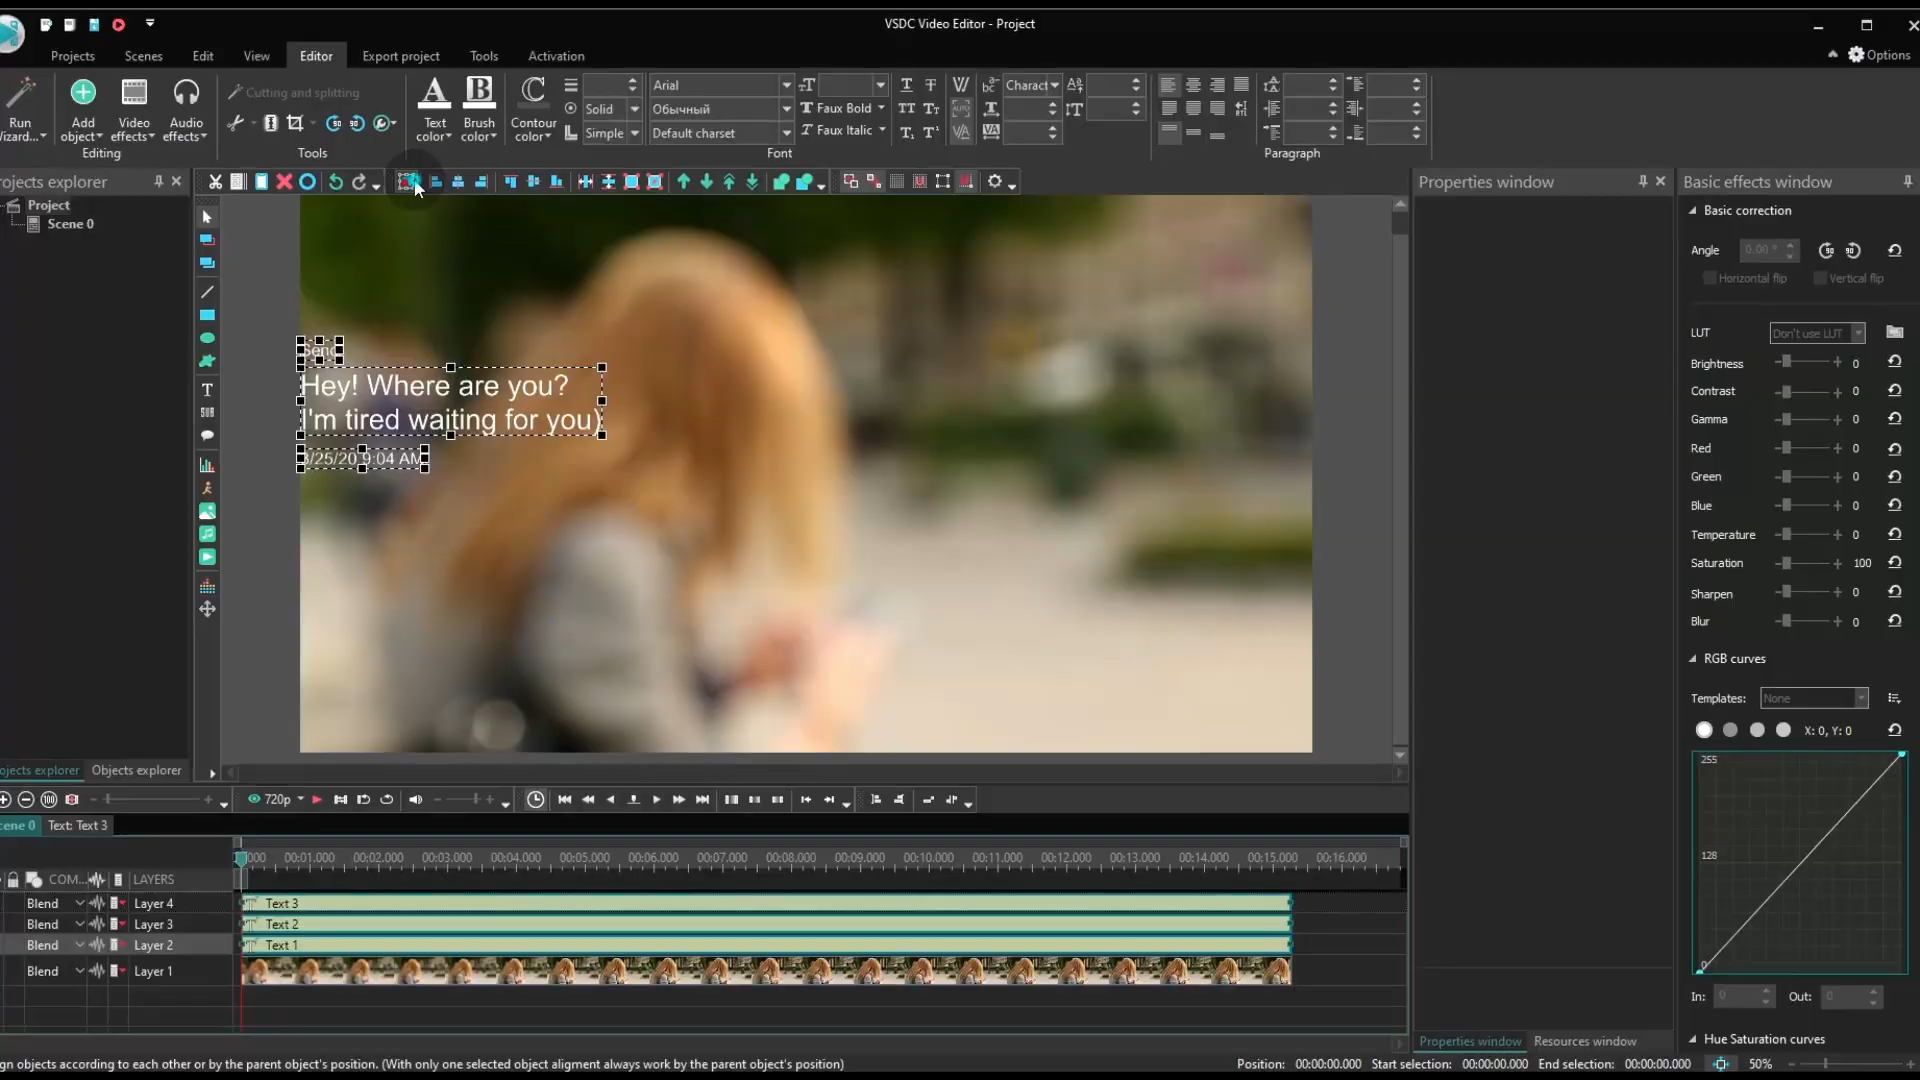 VSDC Video Editor - Project
Projects
Scenes
Edit
View
Editor
Export project
Tools
Activation
Options
Run
Wizard...
Add
object
Video
effects
Audio
effects
Editing
Cutting and splitting
Tools
Text
color
Brush
color
Contour
color
Solid
Simple
Arial
Обычный
Default charset
Faux Bold
Faux Italic
Charact
Font
Paragraph
rojects explorer
Project
Scene 0
Properties window
Basic effects window
Basic correction
Angle
0.00 °
Horizontal flip
Vertical flip
LUT
Don't use LUT
Brightness 0
Contrast 0
Gamma 0
Red 0
Green 0
Blue 0
Temperature 0
Saturation 100
Sharpen 0
Blur 0
RGB curves
Templates:
None
X: 0, Y: 0
255
128
0
In: 0
Out: 0
Hue Saturation curves
Hey! Where are you?
I'm tired waiting for you)
/25/20 9:04 AM
rojects explorer
Objects explorer
720p
cene 0
Text: Text 3
000 00:01.000 00:02.000 00:03.000 00:04.000 00:05.000 00:06.000 00:07.000 00:08.000 00:09.000 00:10.000 00:11.000 00:12.000 00:13.000 00:14.000 00:15.000 00:16.000
COM...
LAYERS
Blend Layer 4 Text 3
Blend Layer 3 Text 2
Blend Layer 2 Text 1
Blend Layer 1
Properties window
Resources window
gn objects according to each other or by the parent object's position. (With only one selected object aligment always work by the parent object's position)
Position: 00:00:00.000 Start selection: 00:00:00.000 End selection: 00:00:00.000 50%